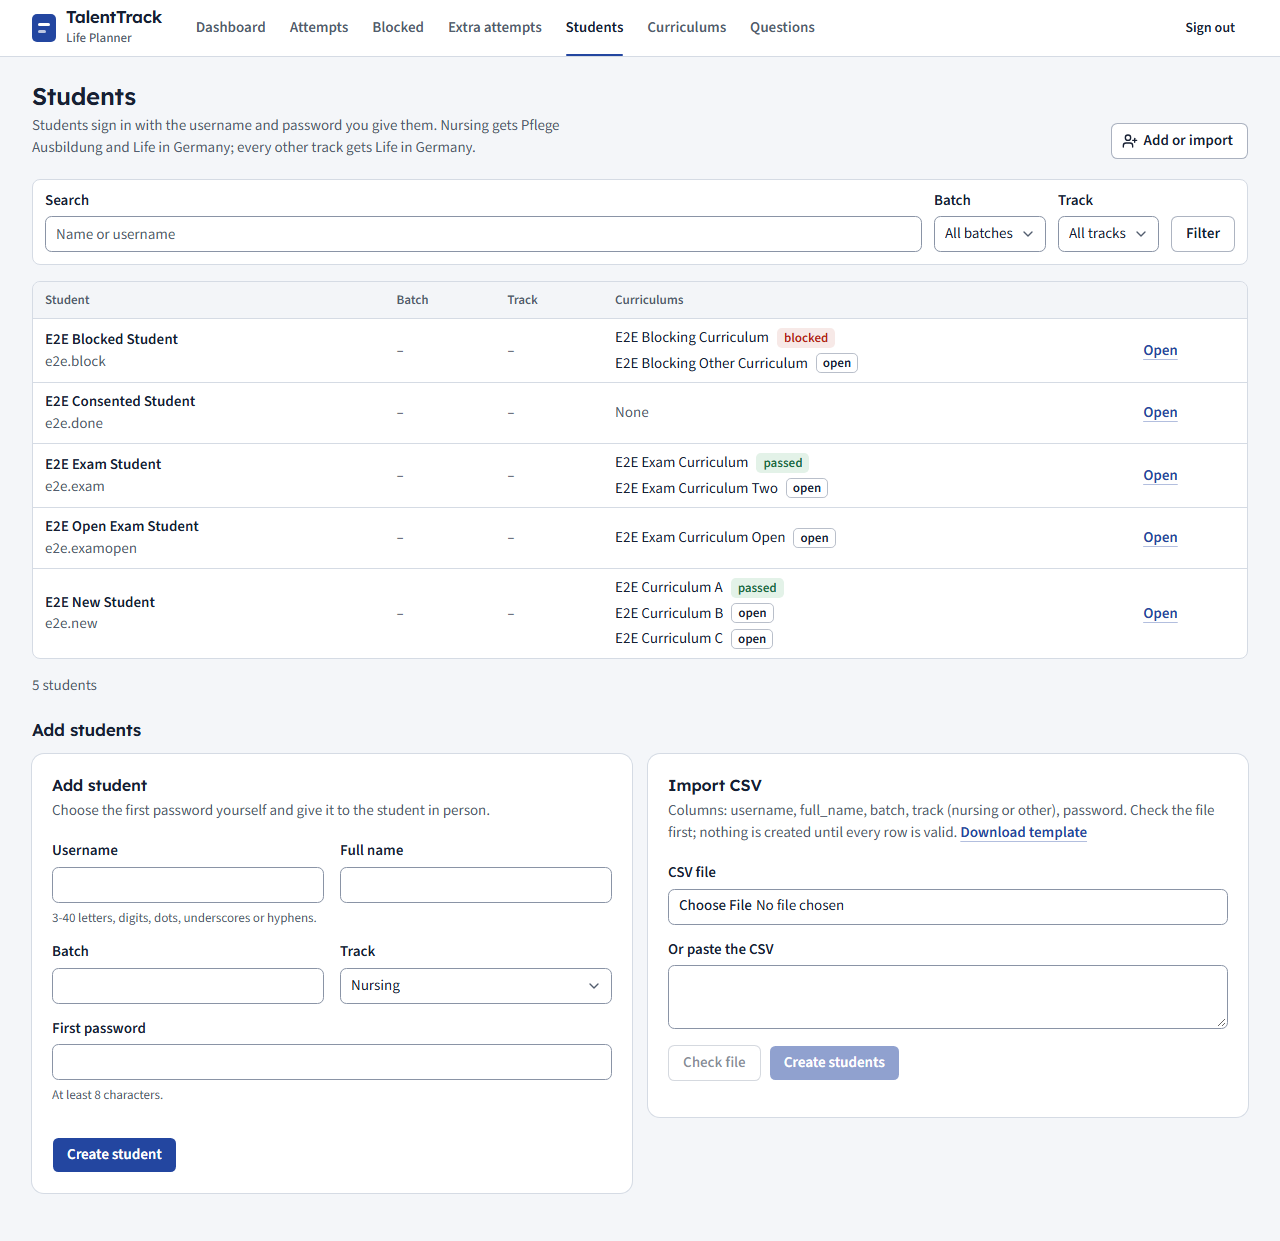 TalentTrack
Life Planner
Dashboard
Attempts
Blocked
Extra attempts
Students
Curriculums
Questions
Sign out
Students
Students sign in with the username and password you give them. Nursing gets Pflege
Ausbildung and Life in Germany; every other track gets Life in Germany.
Add or import
Search
Batch
Track
Name or username
All batches
All tracks
Filter
Student
Batch
Track
Curriculums
E2E Blocked Student
e2e.block
–
–
E2E Blocking Curriculum blocked
E2E Blocking Other Curriculum open
Open
E2E Consented Student
e2e.done
–
–
None
Open
E2E Exam Student
e2e.exam
–
–
E2E Exam Curriculum passed
E2E Exam Curriculum Two open
Open
E2E Open Exam Student
e2e.examopen
–
–
E2E Exam Curriculum Open open
Open
E2E New Student
e2e.new
–
–
E2E Curriculum A passed
E2E Curriculum B open
E2E Curriculum C open
Open
5 students
Add students
Add student
Choose the first password yourself and give it to the student in person.
Username
Full name
3-40 letters, digits, dots, underscores or hyphens.
Batch
Track
Nursing
First password
At least 8 characters.
Create student
Import CSV
Columns: username, full_name, batch, track (nursing or other), password. Check the file
first; nothing is created until every row is valid. Download template
CSV file
Choose File No file chosen
Or paste the CSV
Check file
Create students